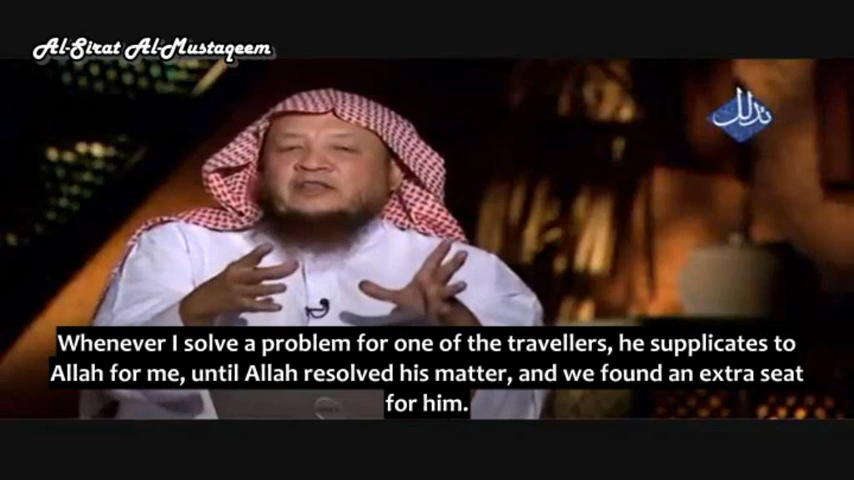 Al-Sirat Al-Mustaqeem
تذلل
Whenever I solve a problem for one of the travellers, he supplicates to
Allah for me, until Allah resolved his matter, and we found an extra seat
for him.